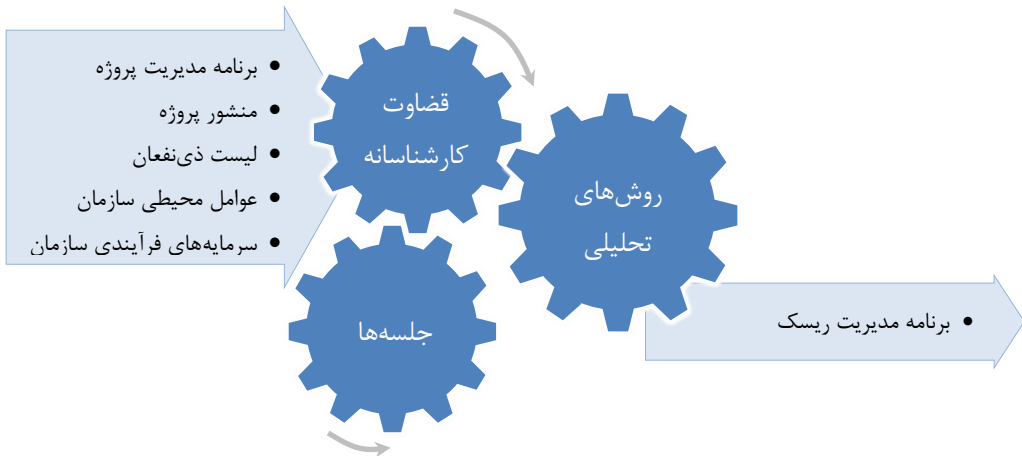 • برنامه مدیریت پروژه
• منشور پروژه
• لیست ذی‌نفعان
• عوامل محیطی سازمان
• سرمایه‌های فرآیندی سازمان
قضاوت
کارشناسانه
روش‌های
تحلیلی
جلسه‌ها
• برنامه مدیریت ریسک